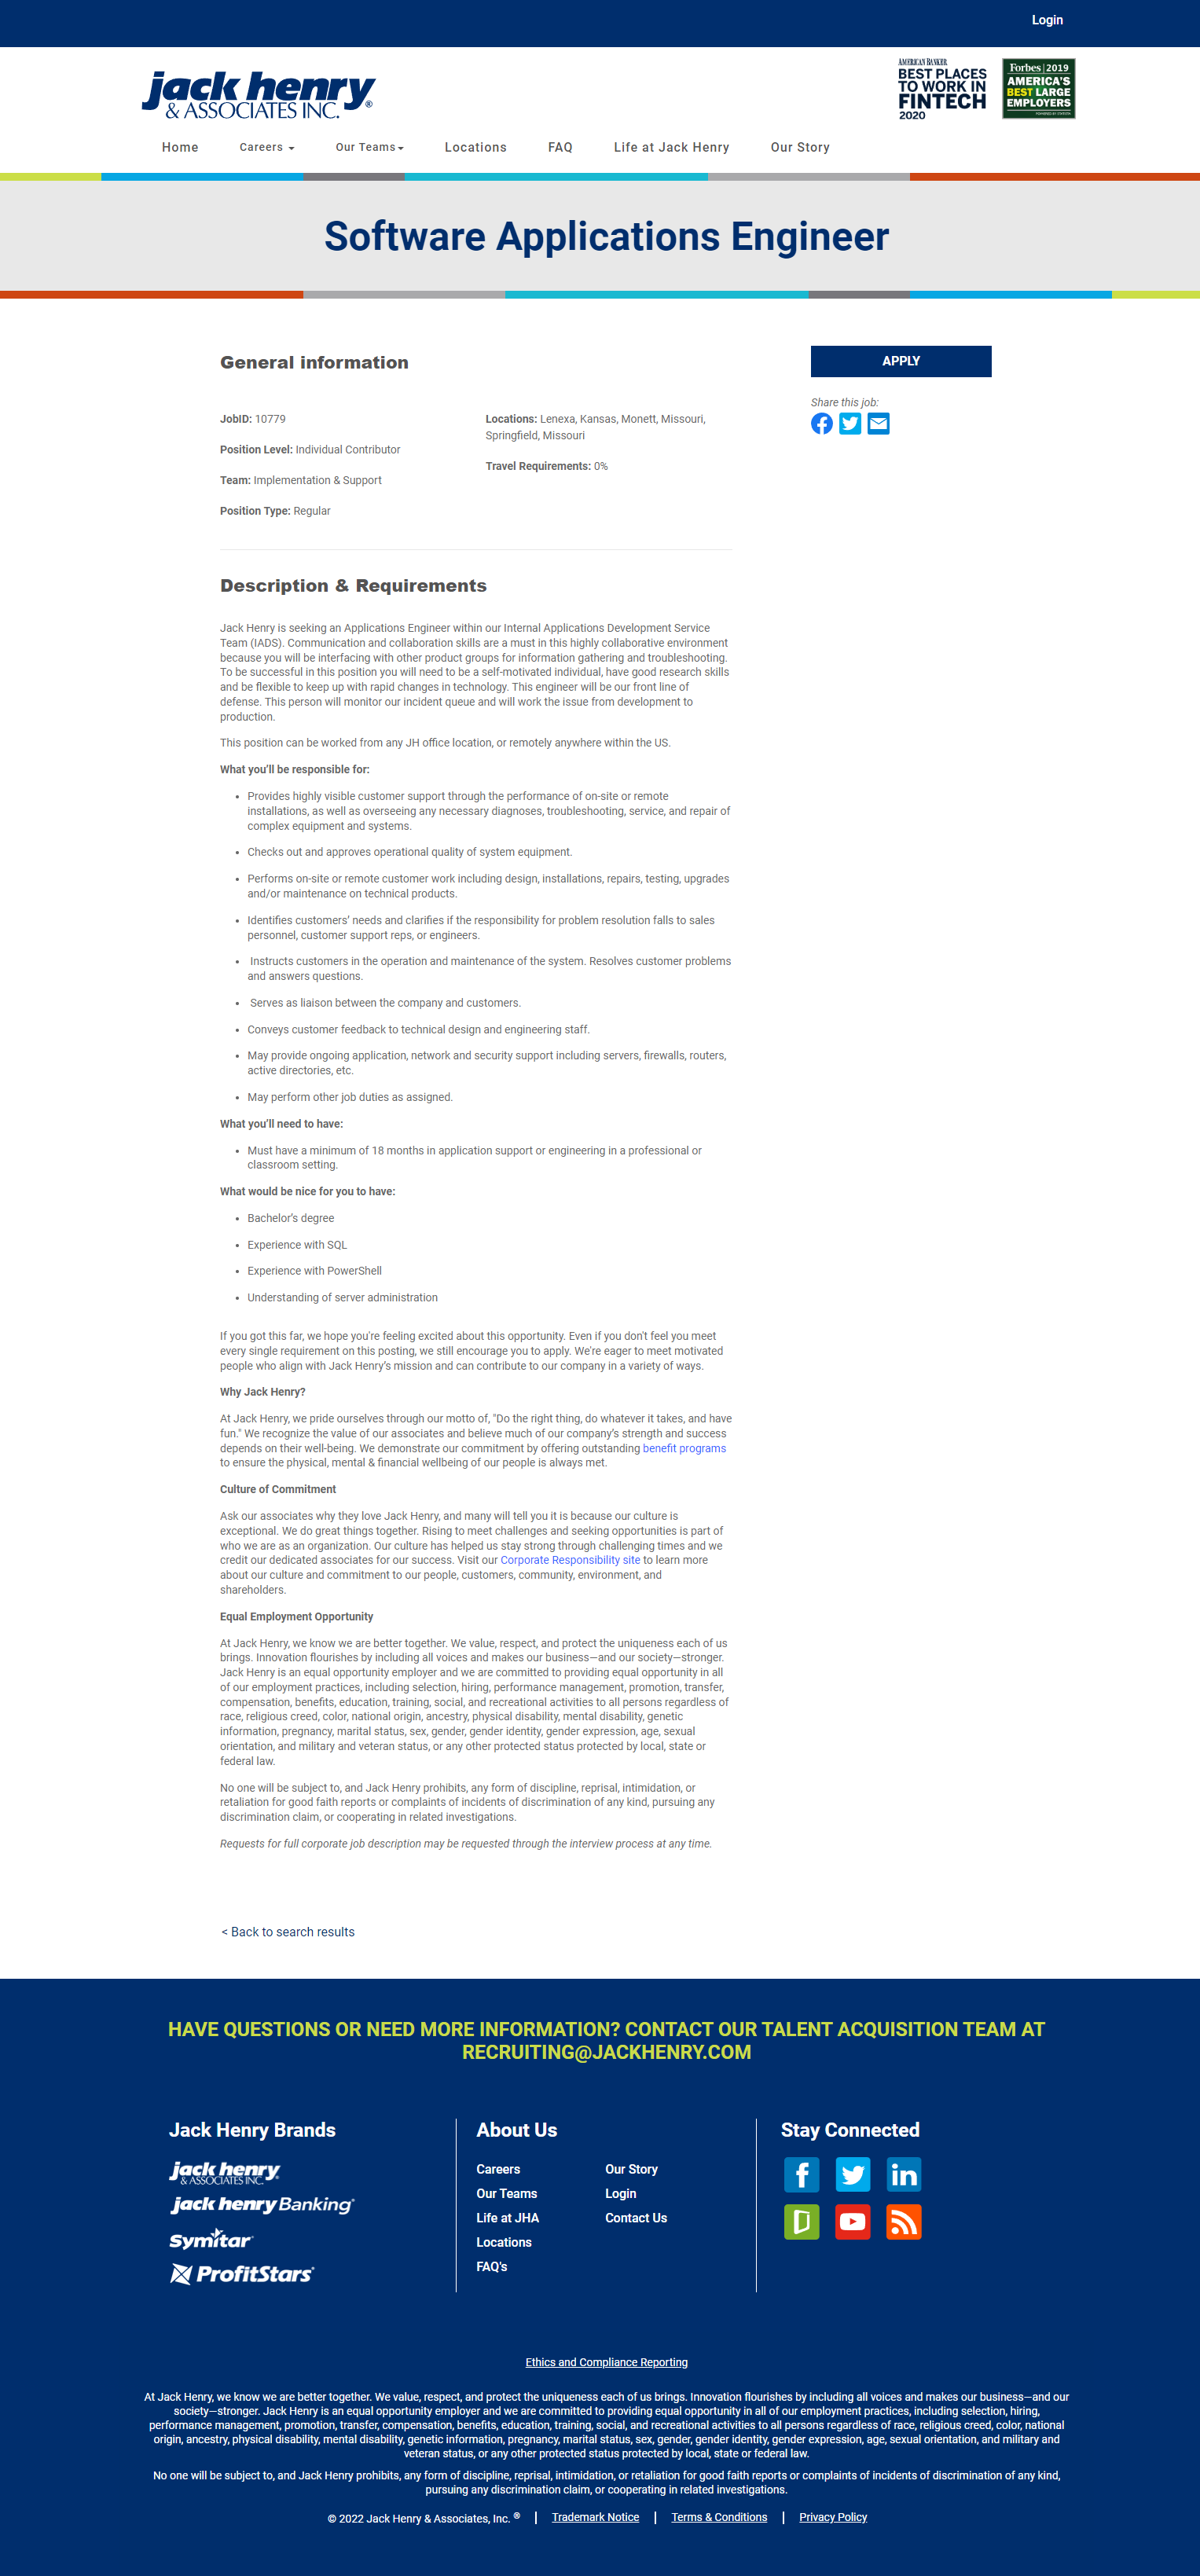 Login
jack henry®
& ASSOCIATES INC.
AMERICAN BANKER
BEST PLACES
TO WORK IN
FINTECH
2020
Forbes | 2019
AMERICA'S
BEST LARGE
EMPLOYERS
Home
Careers
Our Teams
Locations
FAQ
Life at Jack Henry
Our Story
Software Applications Engineer
General information
APPLY
Share this job:
JobID: 10779
Position Level: Individual Contributor
Team: Implementation & Support
Position Type: Regular
Locations: Lenexa, Kansas, Monett, Missouri,
Springfield, Missouri
Travel Requirements: 0%
Description & Requirements
Jack Henry is seeking an Applications Engineer within our Internal Applications Development Service
Team (IADS). Communication and collaboration skills are a must in this highly collaborative environment
because you will be interfacing with other product groups for information gathering and troubleshooting.
To be successful in this position you will need to be a self-motivated individual, have good research skills
and be flexible to keep up with rapid changes in technology. This engineer will be our front line of
defense. This person will monitor our incident queue and will work the issue from development to
production.
This position can be worked from any JH office location, or remotely anywhere within the US.
What you'll be responsible for:
• Provides highly visible customer support through the performance of on-site or remote
installations, as well as overseeing any necessary diagnoses, troubleshooting, service, and repair of
complex equipment and systems.
• Checks out and approves operational quality of system equipment.
• Performs on-site or remote customer work including design, installations, repairs, testing, upgrades
and/or maintenance on technical products.
• Identifies customers' needs and clarifies if the responsibility for problem resolution falls to sales
personnel, customer support reps, or engineers.
• Instructs customers in the operation and maintenance of the system. Resolves customer problems
and answers questions.
• Serves as liaison between the company and customers.
• Conveys customer feedback to technical design and engineering staff.
• May provide ongoing application, network and security support including servers, firewalls, routers,
active directories, etc.
• May perform other job duties as assigned.
What you'll need to have:
• Must have a minimum of 18 months in application support or engineering in a professional or
classroom setting.
What would be nice for you to have:
• Bachelor's degree
• Experience with SQL
• Experience with PowerShell
• Understanding of server administration
If you got this far, we hope you're feeling excited about this opportunity. Even if you don't feel you meet
every single requirement on this posting, we still encourage you to apply. We're eager to meet motivated
people who align with Jack Henry's mission and can contribute to our company in a variety of ways.
Why Jack Henry?
At Jack Henry, we pride ourselves through our motto of, "Do the right thing, do whatever it takes, and have
fun." We recognize the value of our associates and believe much of our company's strength and success
depends on their well-being. We demonstrate our commitment by offering outstanding benefit programs
to ensure the physical, mental & financial wellbeing of our people is always met.
Culture of Commitment
Ask our associates why they love Jack Henry, and many will tell you it is because our culture is
exceptional. We do great things together. Rising to meet challenges and seeking opportunities is part of
who we are as an organization. Our culture has helped us stay strong through challenging times and we
credit our dedicated associates for our success. Visit our Corporate Responsibility site to learn more
about our culture and commitment to our people, customers, community, environment, and
shareholders.
Equal Employment Opportunity
At Jack Henry, we know we are better together. We value, respect, and protect the uniqueness each of us
brings. Innovation flourishes by including all voices and makes our business—and our society—stronger.
Jack Henry is an equal opportunity employer and we are committed to providing equal opportunity in all
of our employment practices, including selection, hiring, performance management, promotion, transfer,
compensation, benefits, education, training, social, and recreational activities to all persons regardless of
race, religious creed, color, national origin, ancestry, physical disability, mental disability, genetic
information, pregnancy, marital status, sex, gender, gender identity, gender expression, age, sexual
orientation, and military and veteran status, or any other protected status protected by local, state or
federal law.
No one will be subject to, and Jack Henry prohibits, any form of discipline, reprisal, intimidation, or
retaliation for good faith reports or complaints of incidents of discrimination of any kind, pursuing any
discrimination claim, or cooperating in related investigations.
Requests for full corporate job description may be requested through the interview process at any time.
< Back to search results
HAVE QUESTIONS OR NEED MORE INFORMATION? CONTACT OUR TALENT ACQUISITION TEAM AT
RECRUITING@JACKHENRY.COM
Jack Henry Brands
jack henry
& ASSOCIATES INC.
jack henry Banking®
Symitar
ProfitStars®
About Us
Careers
Our Teams
Life at JHA
Locations
FAQ's
Our Story
Login
Contact Us
Stay Connected
Ethics and Compliance Reporting
At Jack Henry, we know we are better together. We value, respect, and protect the uniqueness each of us brings. Innovation flourishes by including all voices and makes our business—and our
society—stronger. Jack Henry is an equal opportunity employer and we are committed to providing equal opportunity in all of our employment practices, including selection, hiring,
performance management, promotion, transfer, compensation, benefits, education, training, social, and recreational activities to all persons regardless of race, religious creed, color, national
origin, ancestry, physical disability, mental disability, genetic information, pregnancy, marital status, sex, gender, gender identity, gender expression, age, sexual orientation, and military and
veteran status, or any other protected status protected by local, state or federal law.
No one will be subject to, and Jack Henry prohibits, any form of discipline, reprisal, intimidation, or retaliation for good faith reports or complaints of incidents of discrimination of any kind,
pursuing any discrimination claim, or cooperating in related investigations.
© 2022 Jack Henry & Associates, Inc. ® | Trademark Notice | Terms & Conditions | Privacy Policy